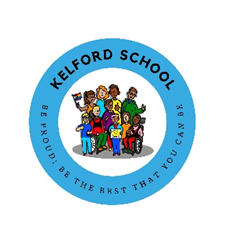 KELFORD SCHOOL
BE PROUD; BE THE BEST THAT YOU CAN BE